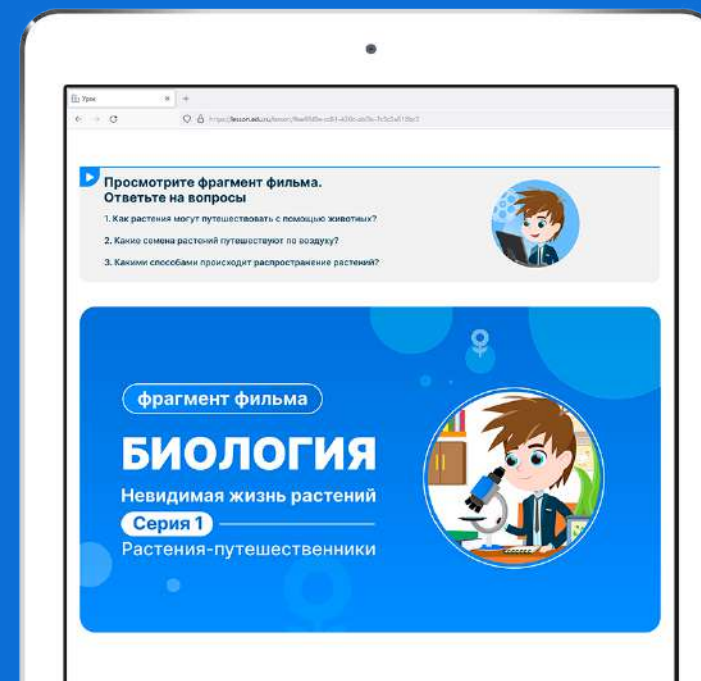 Урок
Просмотрите фрагмент фильма.
Ответьте на вопросы
1. Как растения могут путешествовать с помощью животных?
2. Какие семена растений путешествуют по воздуху?
3. Какими способами происходит распространение растений?
фрагмент фильма
БИОЛОГИЯ
Невидимая жизнь растений
Серия 1
Растения-путешественники